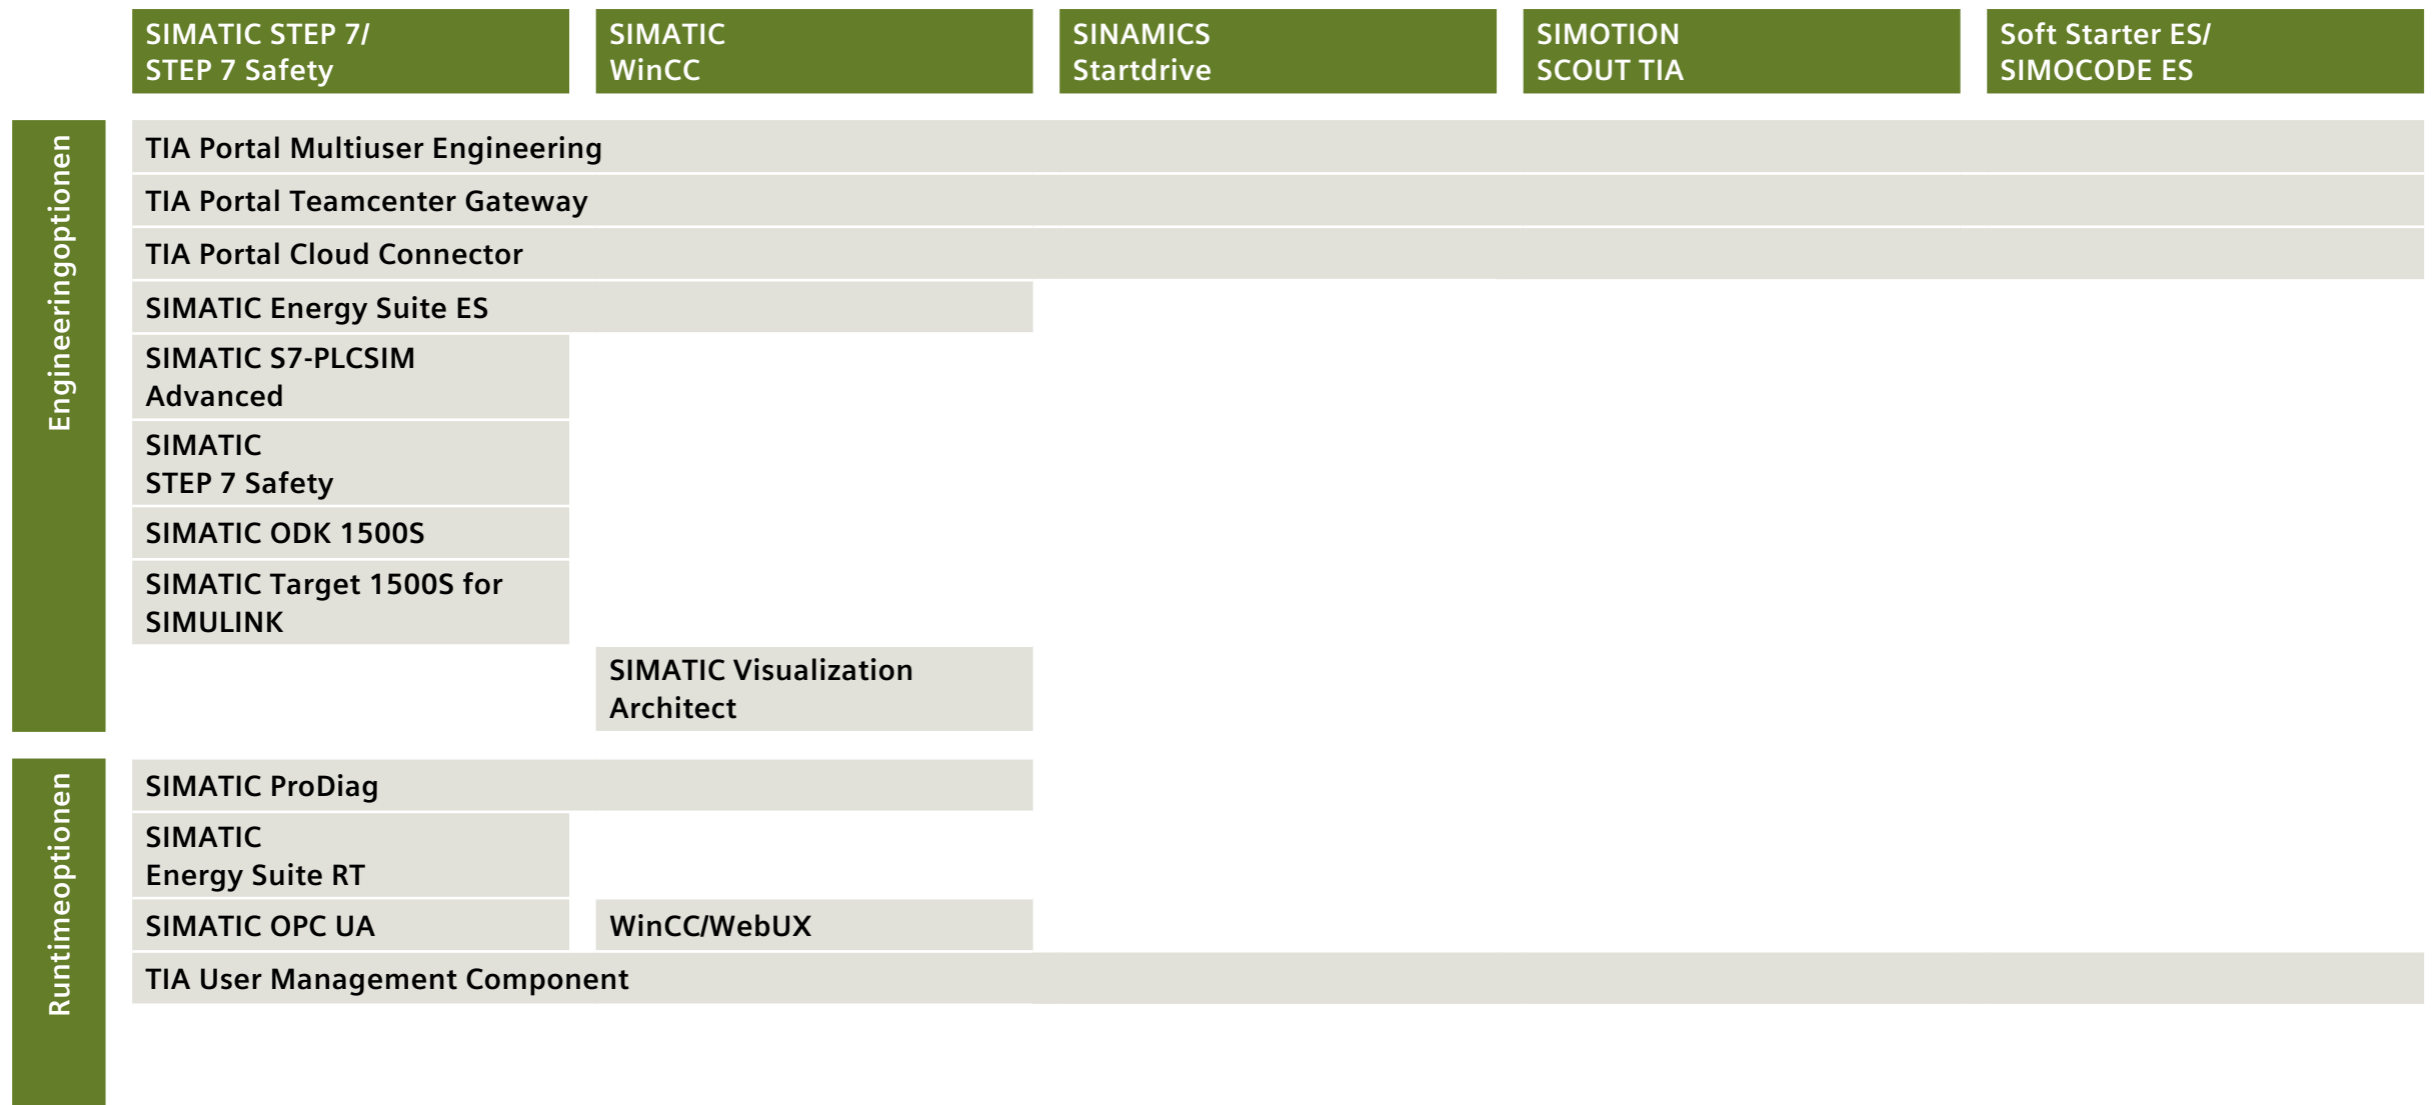 SIMATIC STEP 7/
STEP 7 Safety
SIMATIC
WinCC
SINAMICS
Startdrive
SIMOTION
SCOUT TIA
Soft Starter ES/
SIMOCODE ES
Engineeringoptionen
TIA Portal Multiuser Engineering
TIA Portal Teamcenter Gateway
TIA Portal Cloud Connector
SIMATIC Energy Suite ES
SIMATIC S7-PLCSIM
Advanced
SIMATIC
STEP 7 Safety
SIMATIC ODK 1500S
SIMATIC Target 1500S for
SIMULINK
SIMATIC Visualization
Architect
Runtimeoptionen
SIMATIC ProDiag
SIMATIC
Energy Suite RT
SIMATIC OPC UA
WinCC/WebUX
TIA User Management Component